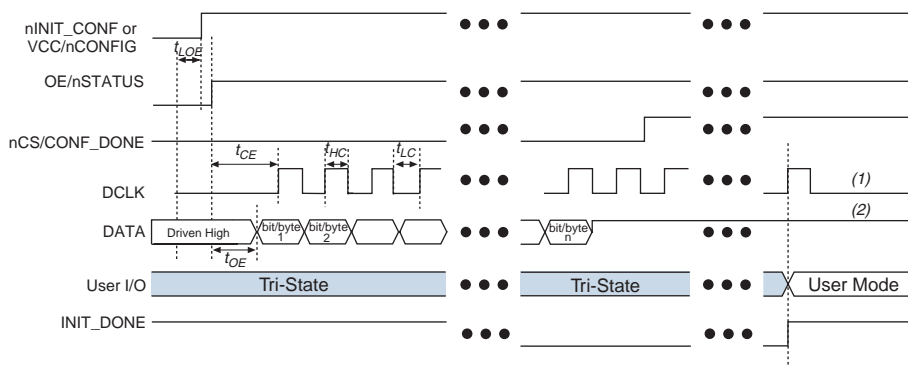 nINIT_CONF or
VCC/nCONFIG
tLOE
OE/nSTATUS
nCS/CONF_DONE
tCE
tHC
tLC
DCLK
(1)
(2)
DATA
Driven High
bit/byte
1
bit/byte
2
bit/byte
n
tOE
User I/O
Tri-State
Tri-State
User Mode
INIT_DONE